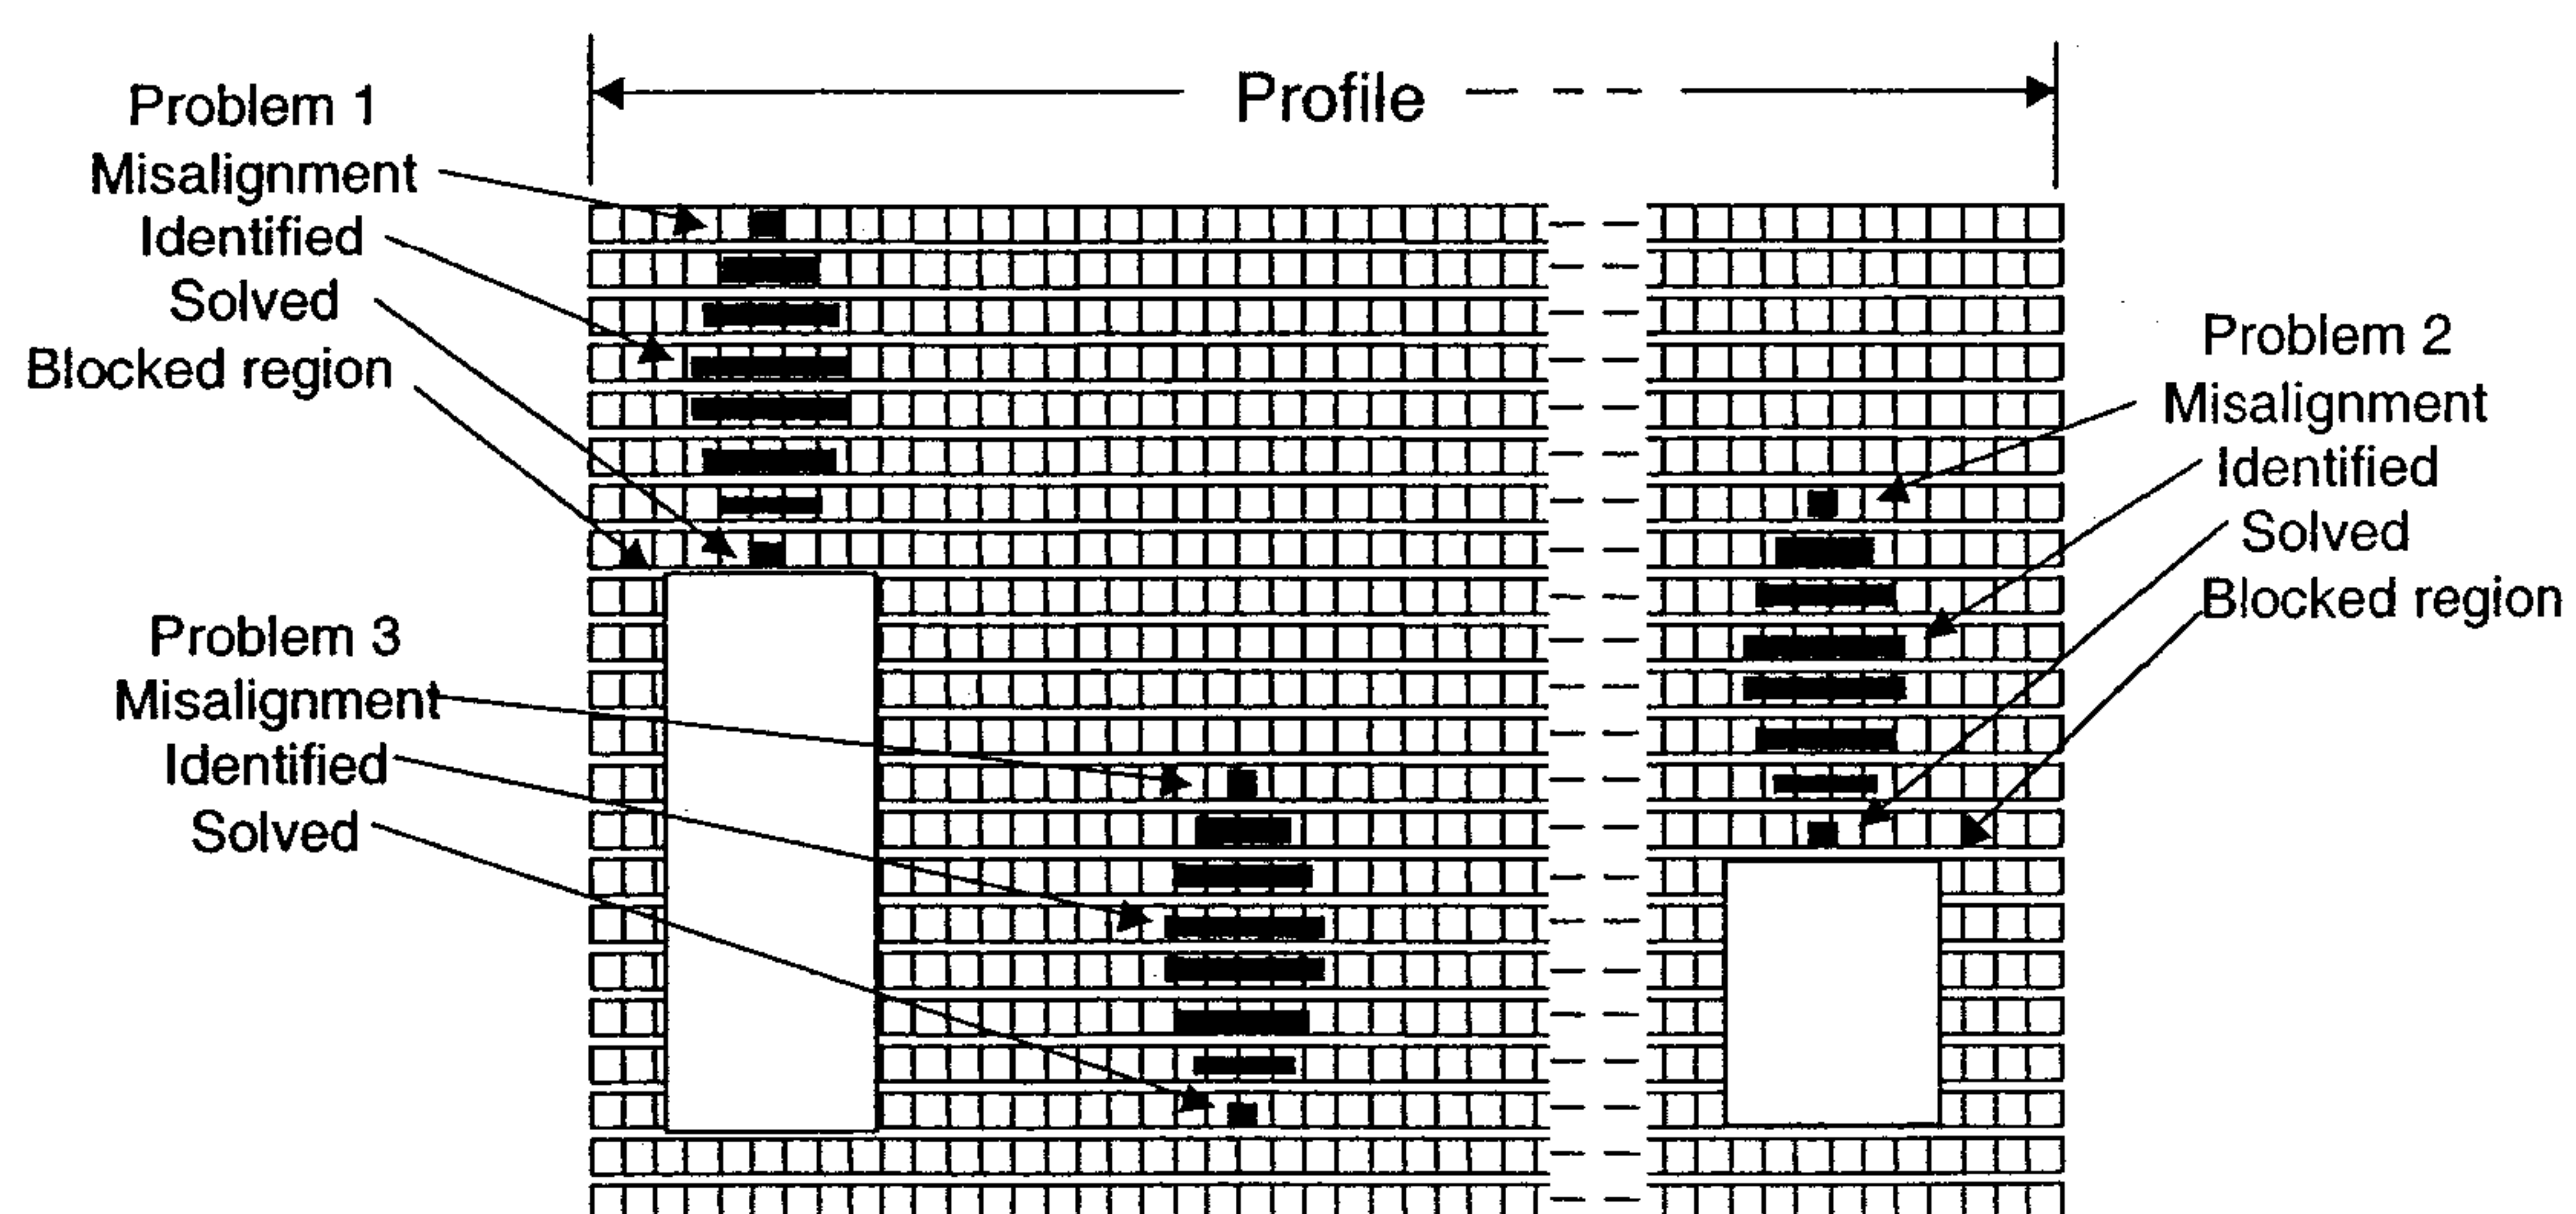 Profile
Problem 1
Misalignment
Identified
Solved
Blocked region
Problem 2
Misalignment
Identified
Solved
Blocked region
Problem 3
Misalignment
Identified
Solved